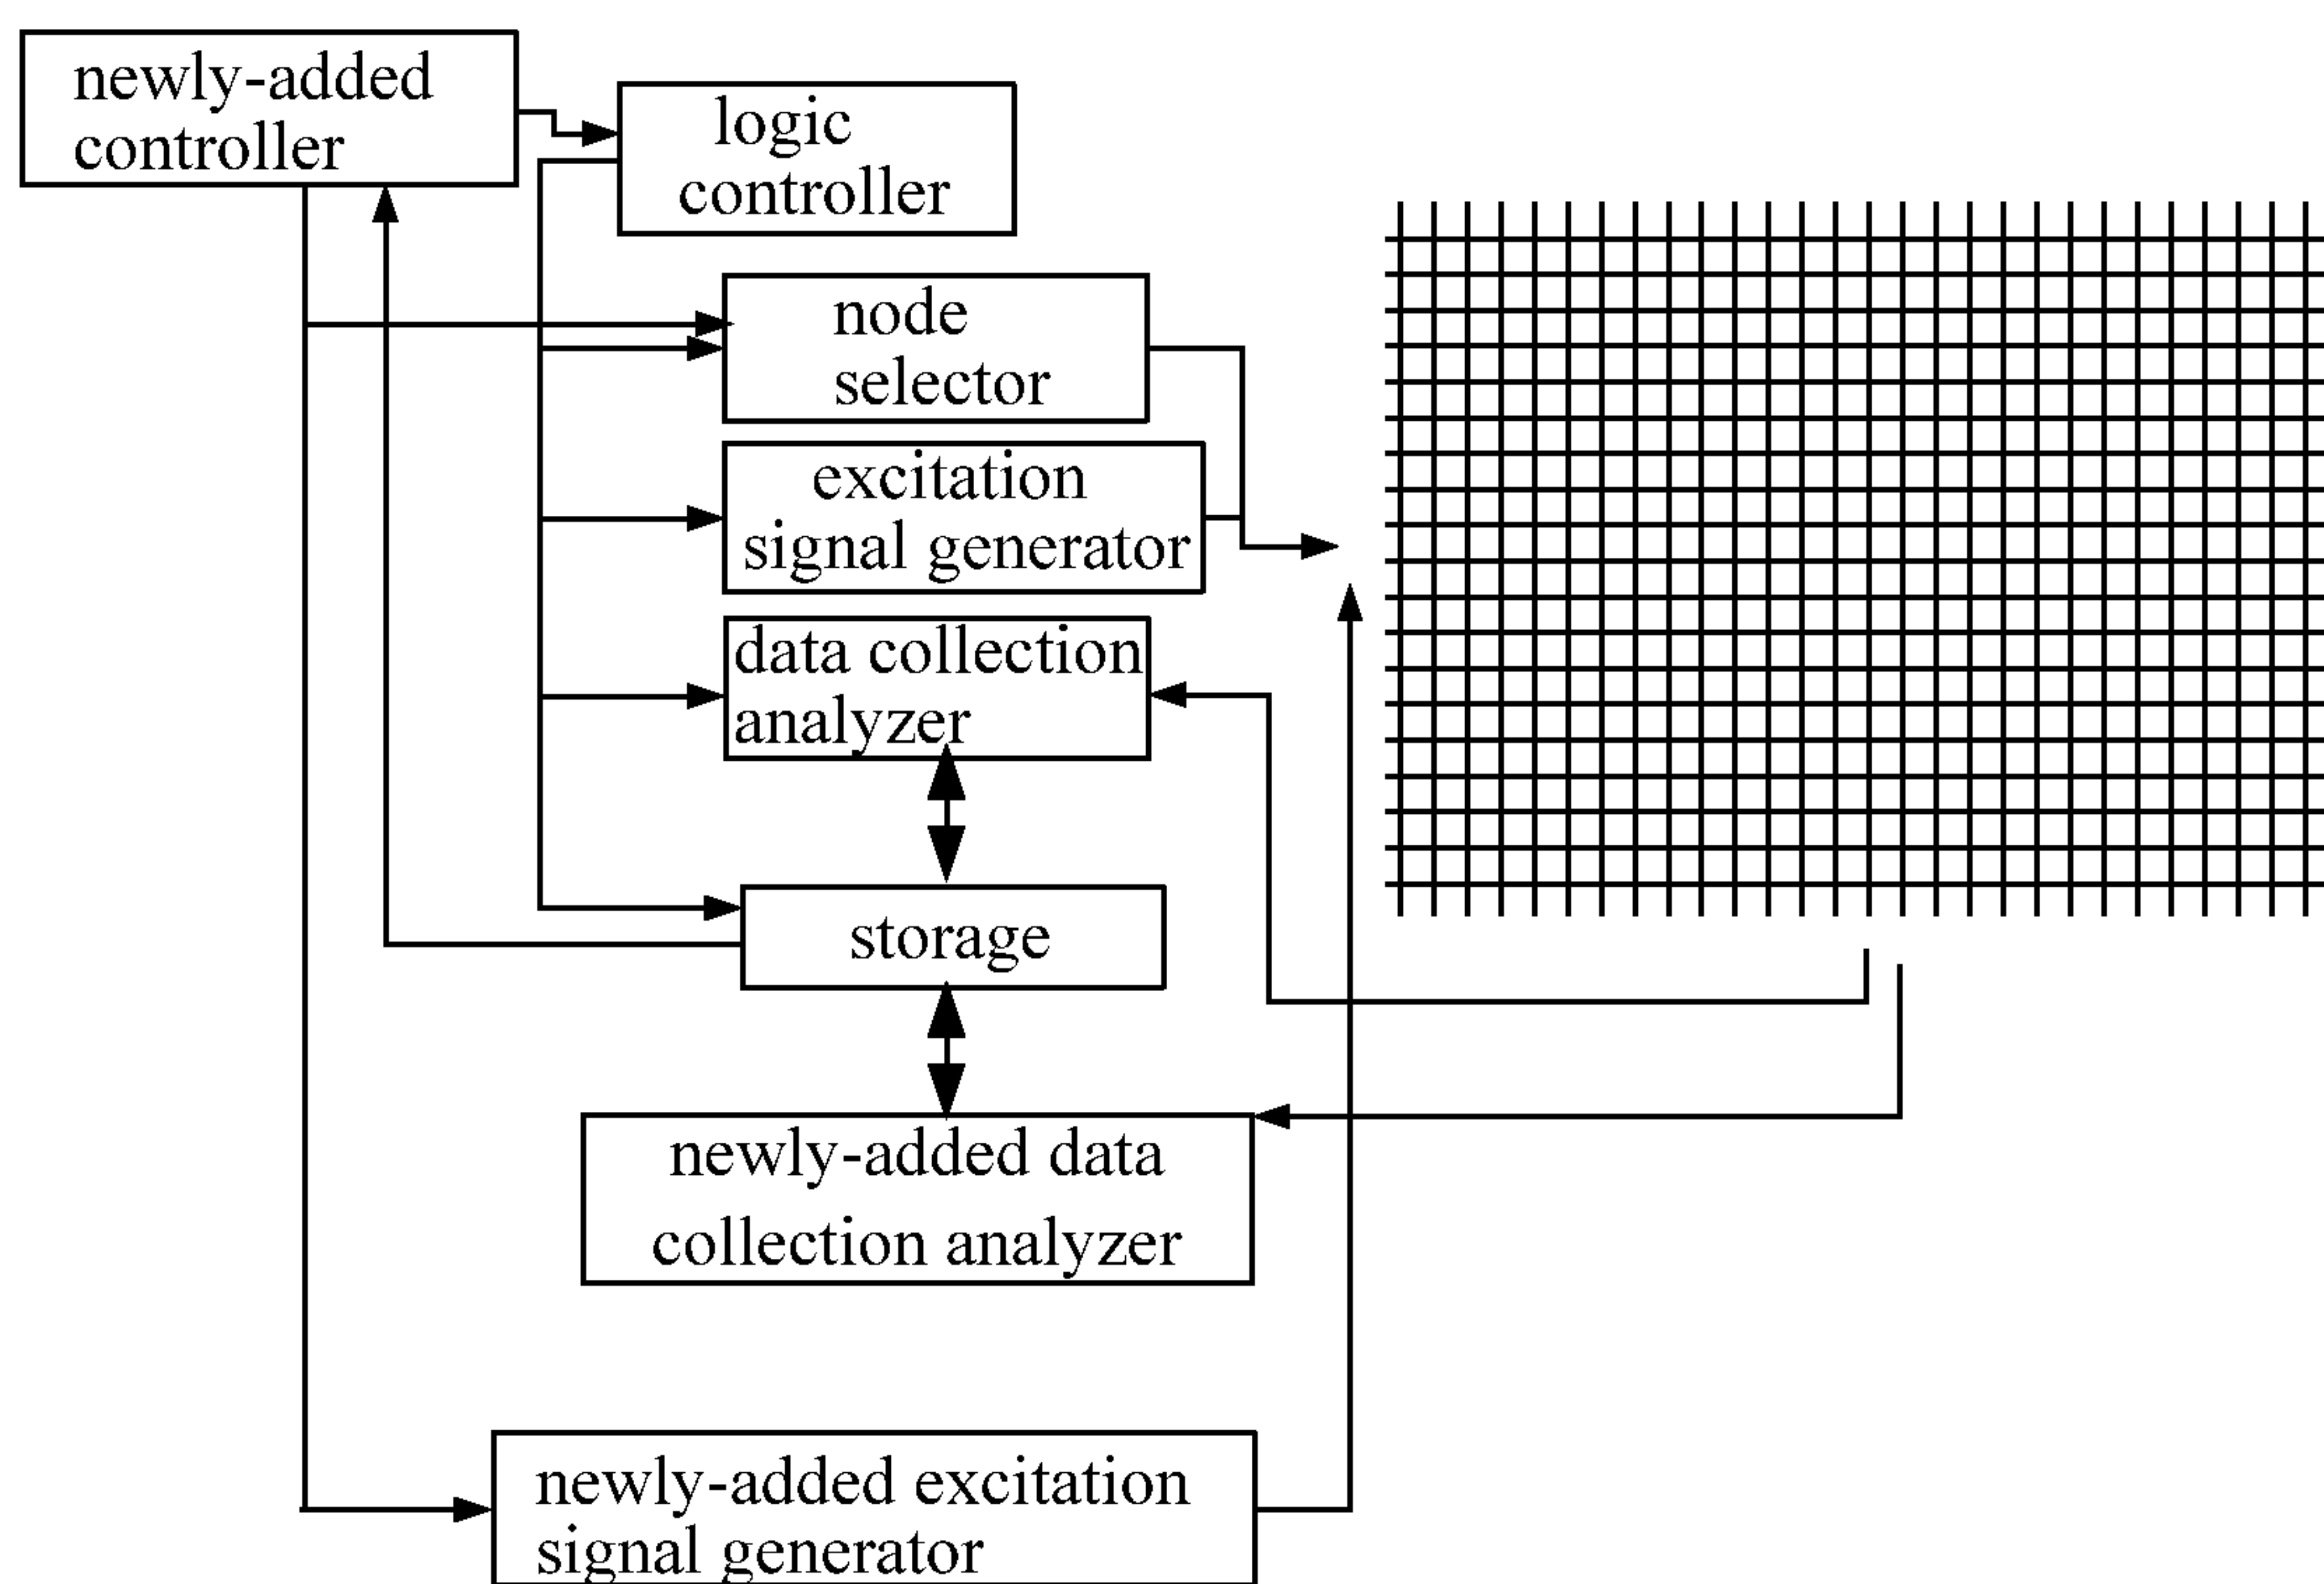 newly-added
controller
logic
controller
node
selector
excitation
signal generator
data collection
analyzer
storage
newly-added data
collection analyzer
newly-added excitation
signal generator